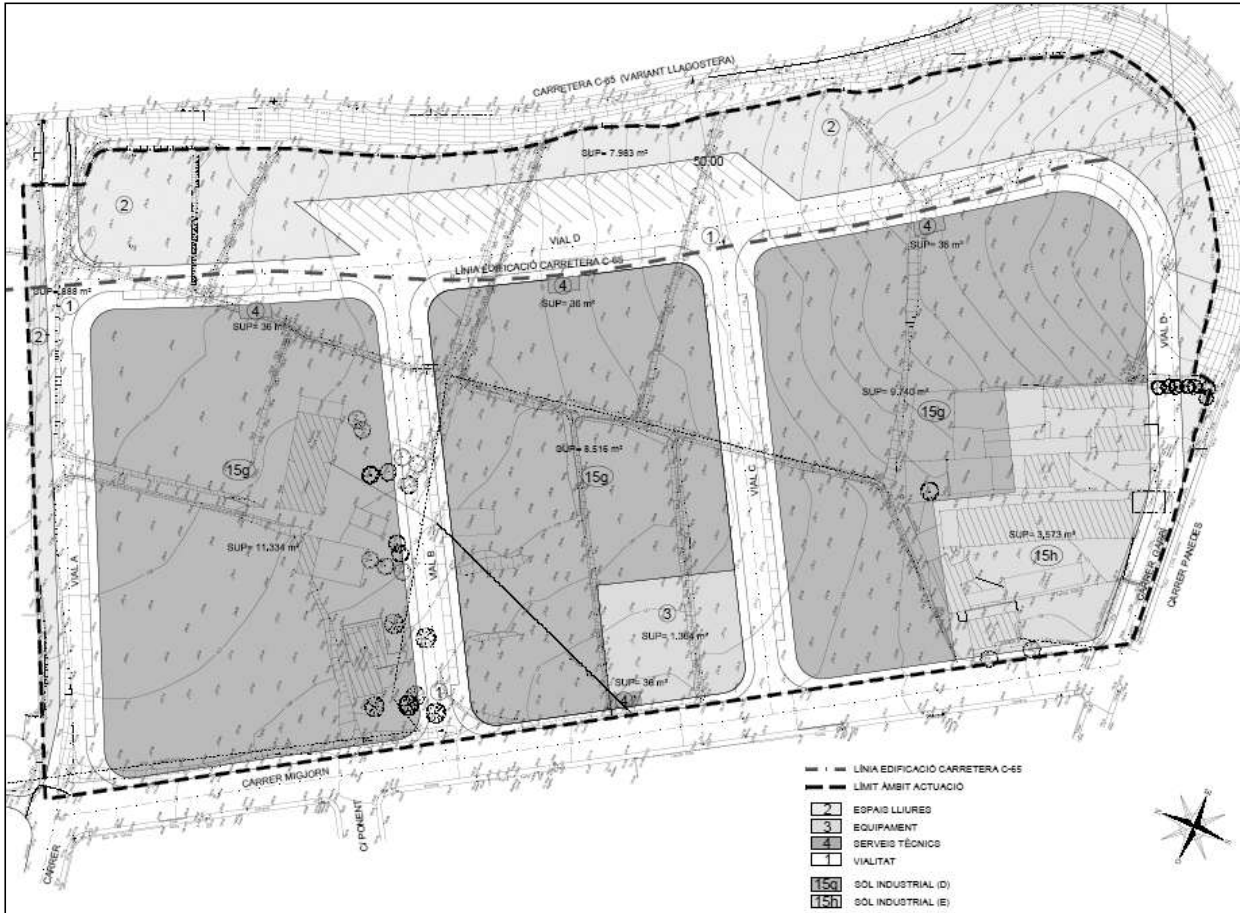 CARRETERA C-65 (VARIANT LLAGOSTERA)
2
SUP= 7.983 m²
50.00
2
4
SUP= 36 m²
VIAL D
1
LÍNIA EDIFICACIÓ CARRETERA C-65
4
SUP= 36 m²
1
2
4
SUP= 36 m²
VIAL D
SUP= 9.740 m²
15g
SUP= 8.516 m²
15g
15g
VIAL C
SUP= 3.573 m²
15h
SUP= 11.334 m²
VIAL A
VIAL B
CARRER PANEDES
3
SUP= 1.364 m²
SUP= 36 m²
4
1
CARRER MIGJORN
C/ PONENT
CARRER
LÍNIA EDIFICACIÓ CARRETERA C-65
LÍMIT ÀMBIT ACTUACIÓ
2 ESPAIS LLIURES
3 EQUIPAMENT
4 SERVEIS TÈCNICS
1 VIALITAT
15g SÒL INDUSTRIAL (D)
15h SÒL INDUSTRIAL (E)